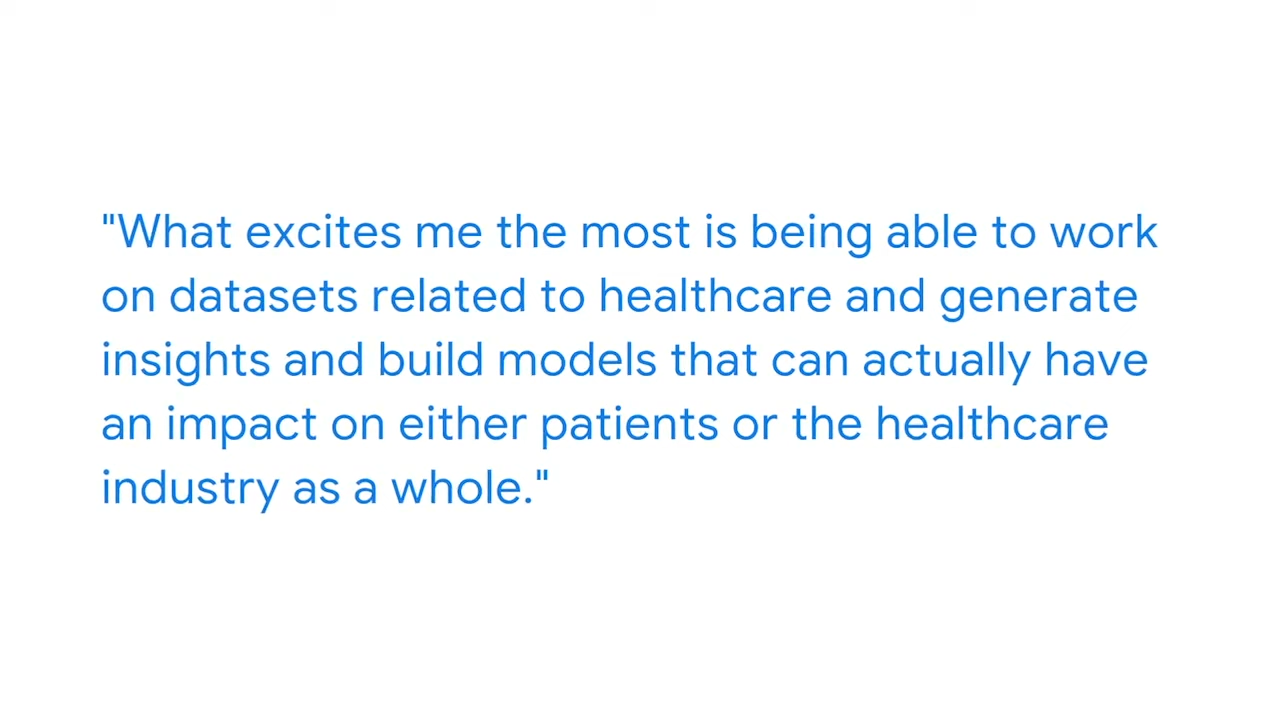 "What excites me the most is being able to work
on datasets related to healthcare and generate
insights and build models that can actually have
an impact on either patients or the healthcare
industry as a whole."